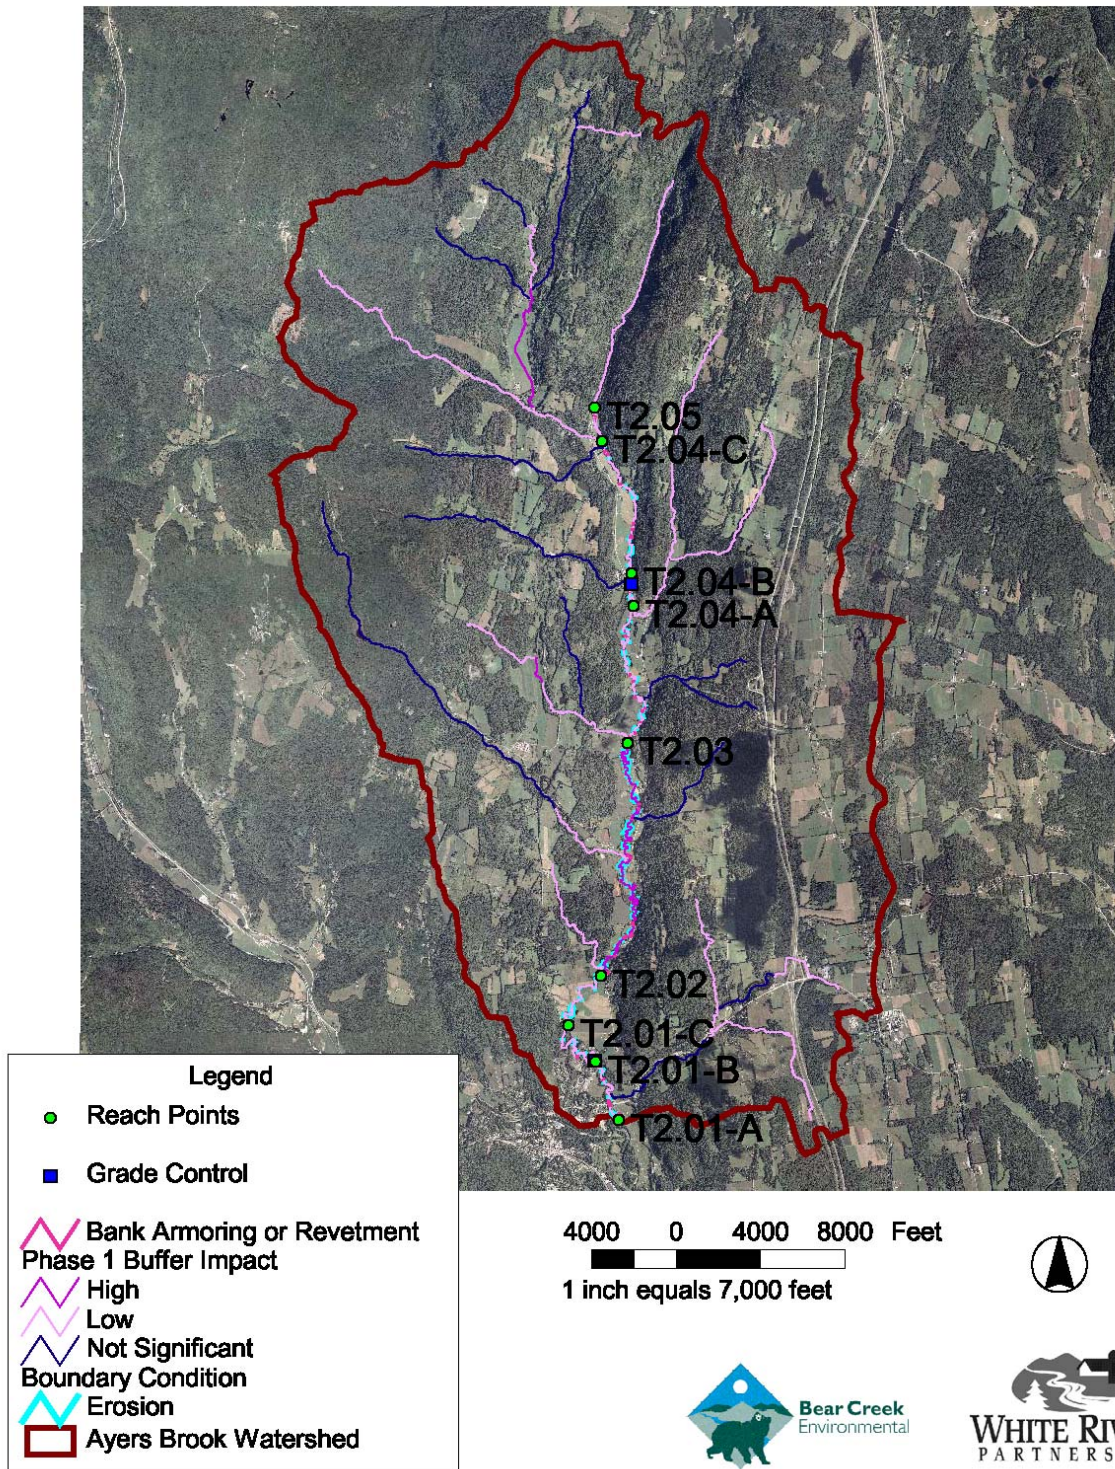 T2.05
T2.04-C
T2.04-B
T2.04-A
T2.03
T2.02
T2.01-C
T2.01-B
T2.01-A
Legend
Reach Points
Grade Control
Bank Armoring or Revetment
Phase 1 Buffer Impact
High
Low
Not Significant
Boundary Condition
Erosion
Ayers Brook Watershed
4000 0 4000 8000 Feet
1 inch equals 7,000 feet
Bear Creek
Environmental
WHITE RIV
PARTNERS